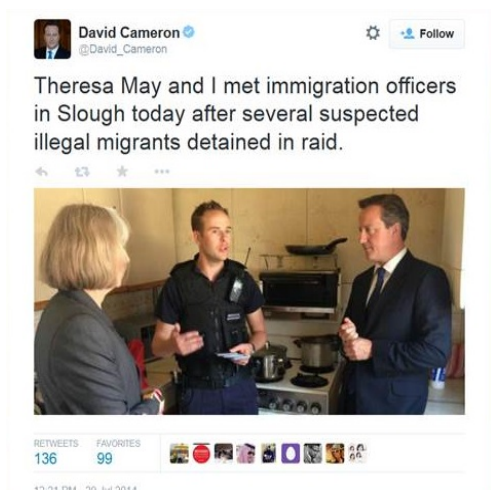 David Cameron
@David_Cameron
Follow
Theresa May and I met immigration officers
in Slough today after several suspected
illegal migrants detained in raid.
RETWEETS FAVORITES
136 99